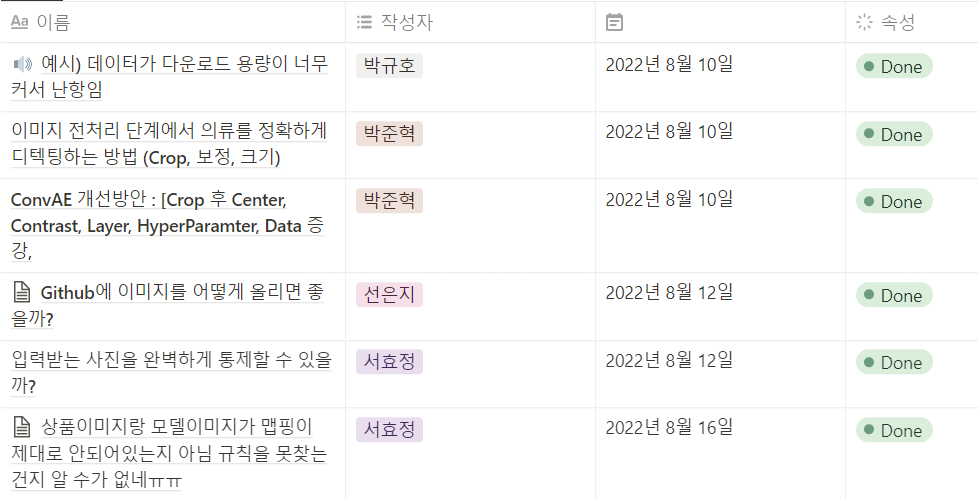 Aa 이름 작성자 속성
예시) 데이터가 다운로드 용량이 너무 박규호 2022년 8월 10일 Done
커서 난항임
이미지 전처리 단계에서 의류를 정확하게 박준혁 2022년 8월 10일 Done
디텍팅하는 방법 (Crop, 보정, 크기)
ConvAE 개선방안 : [Crop 후 Center, 박준혁 2022년 8월 10일 Done
Contrast, Layer, HyperParamter, Data 증
강,
Github에 이미지를 어떻게 올리면 좋 선은지 2022년 8월 12일 Done
을까?
입력받는 사진을 완벽하게 통제할 수 있을 서효정 2022년 8월 12일 Done
까?
상품이미지랑 모델이미지가 맵핑이 서효정 2022년 8월 16일 Done
제대로 안되어있는지 아님 규칙을 못찾는
건지 알 수가 없네ㅠㅠ